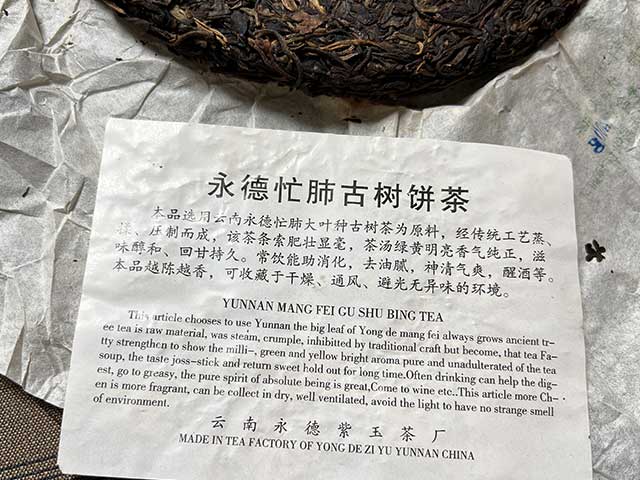 永德忙肺古树饼茶
本品选用云南永德忙肺大叶种古树茶为原料，经传统工艺蒸、
揉、压制而成，该茶条索肥壮显毫，茶汤绿黄明亮香气纯正，滋
味醇和、回甘持久。常饮能助消化，去油腻，神清气爽，醒酒等。
本品越陈越香，可收藏于干燥、通风、避光无异味的环境。
YUNNAN MANG FEI GU SHU BING TEA
This article chooses to use Yunnan the big leaf of Yong de mang fei always grows ancient tr-
ee tea is raw material, was steam, crumple, inhibited by traditional craft but become, that tea Fa-
tty strengthen to show the milli-, green and yellow bright aroma pure and unadulterated of the tea
soup, the taste joss-stick and return sweet hold out for long time.Often drinking can help the dig-
est, go to greasy, the pure spirit of absolute being is great,Come to wine etc..This article more Ch-
en is more fragrant, can be collect in dry, well ventilated, avoid the light to have no strange smell
of environment.
云南永德紫玉茶厂
MADE IN TEA FACTORY OF YONG DE ZI YU YUNNAN CHINA